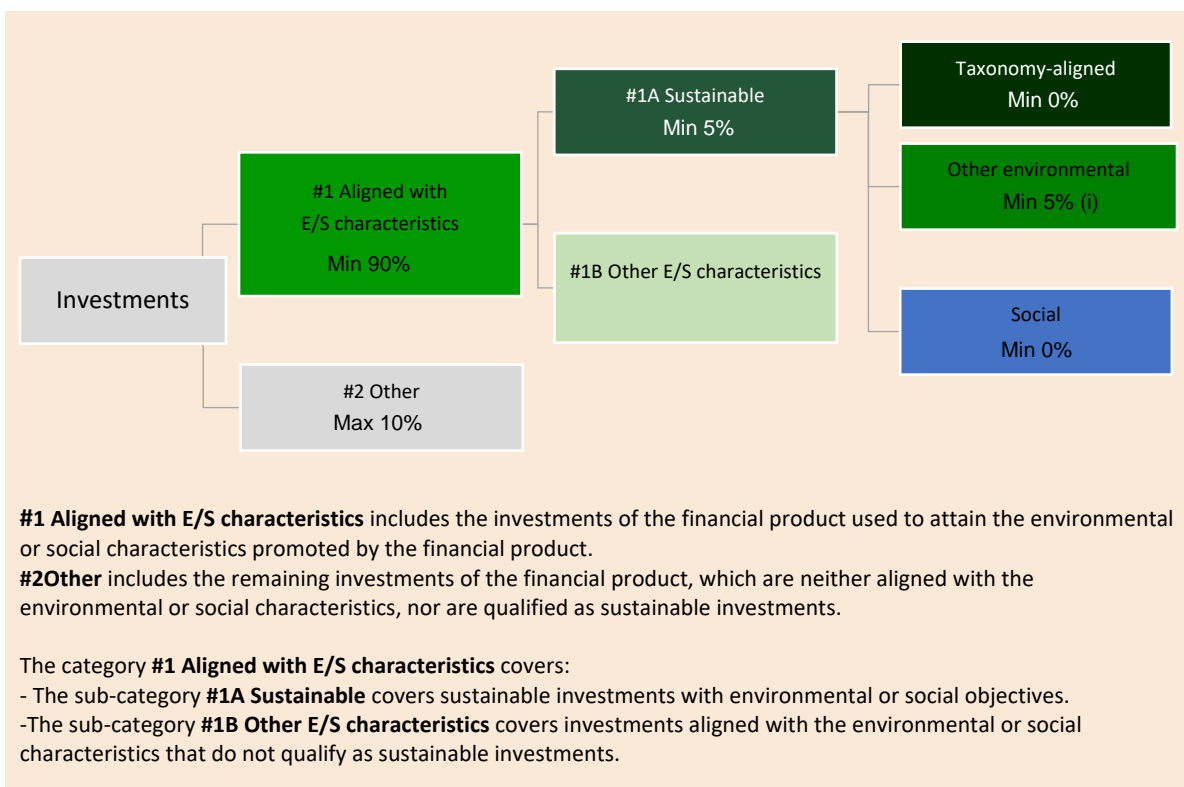 Investments
#1 Aligned with
E/S characteristics
Min 90%
#2 Other
Max 10%
#1A Sustainable
Min 5%
#1B Other E/S characteristics
Taxonomy-aligned
Min 0%
Other environmental
Min 5% (i)
Social
Min 0%
#1 Aligned with E/S characteristics includes the investments of the financial product used to attain the environmental
or social characteristics promoted by the financial product.
#2Other includes the remaining investments of the financial product, which are neither aligned with the
environmental or social characteristics, nor are qualified as sustainable investments.
The category #1 Aligned with E/S characteristics covers:
- The sub-category #1A Sustainable covers sustainable investments with environmental or social objectives.
-The sub-category #1B Other E/S characteristics covers investments aligned with the environmental or social
characteristics that do not qualify as sustainable investments.